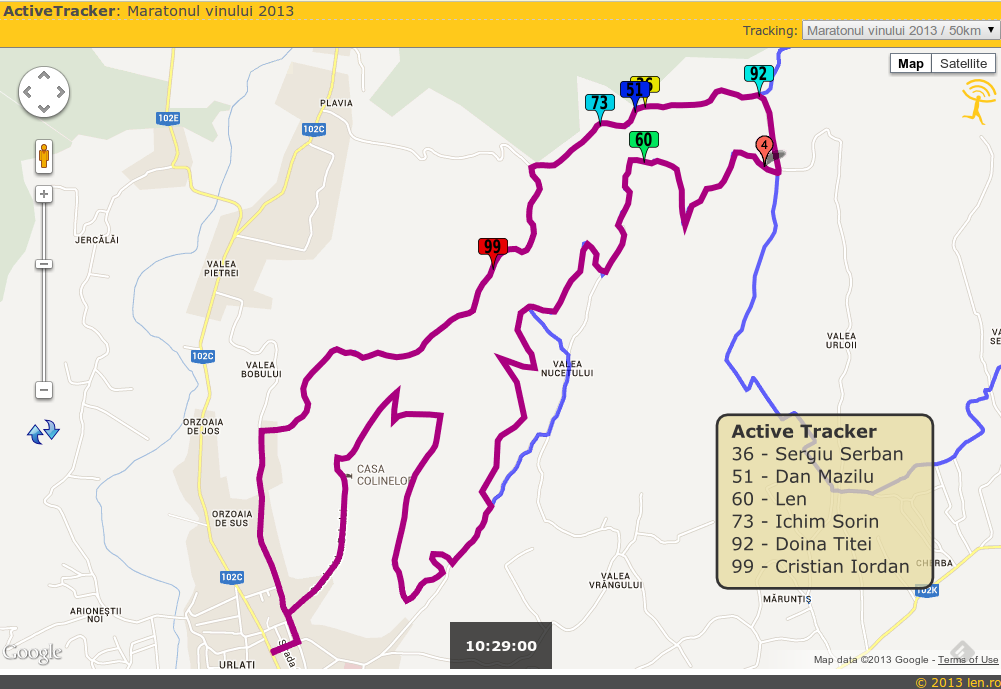 ActiveTracker: Maratonul vinului 2013
Tracking: Maratonul vinului 2013 / 50km
Map Satellite
92
36
51
73
PLAVIA
102E
102C
60
4
JERCĂLĂI
VALEA
PIETREI
99
VALEA
URLOII
102C
VALEA
BOBULUI
VALEA
NUCETULUI
ORZOAIA
DE JOS
CASA
COLINELOR
ORZOAIA
DE SUS
Active Tracker
36 - Sergiu Serban
51 - Dan Mazilu
60 - Len
73 - Ichim Sorin
92 - Doina Titei
99 - Cristian Iordan
CHERBA
102C
VALEA
VRÂNGULUI
102K
MĂRUNȚIȘ
ARIONEȘTII
NOI
10:29:00
Google
URLATI
Strada
Map data ©2013 Google - Terms of Use
© 2013 len.ro